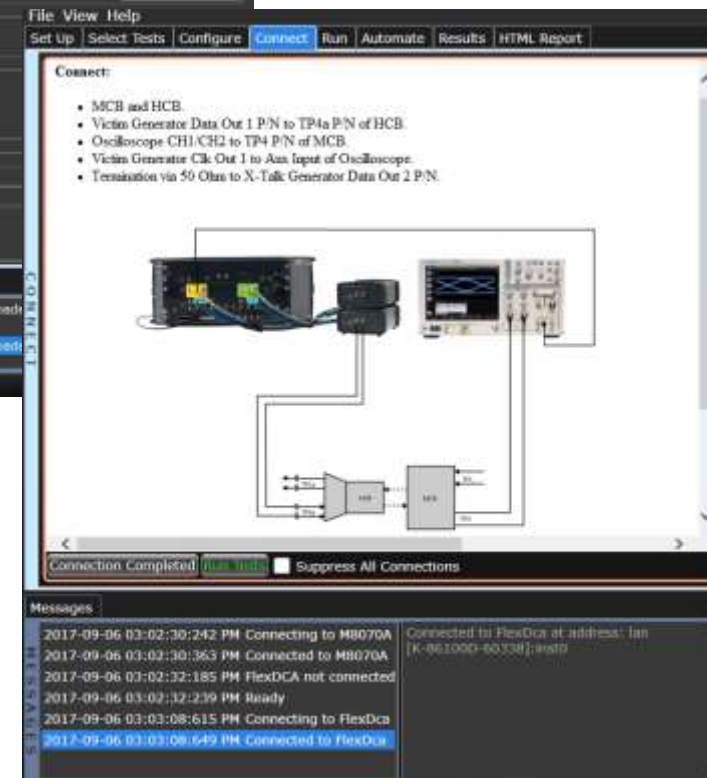 File View Help
Set Up Select Tests Configure Connect Run Automate Results HTML Report
Connect:
• MCB and HCB.
• Victim Generator Data Out 1 P/N to TP4a P/N of HCB.
• Oscilloscope CH1/CH2 to TP4 P/N of MCB.
• Victim Generator Clk Out 1 to Aux Input of Oscilloscope.
• Termination via 50 Ohm to X-Talk Generator Data Out 2 P/N.
CONNECT
Connection Completed Run Tests Suppress All Connections
Messages
MESSAGES
2017-09-06 03:02:30:242 PM Connecting to M8070A
2017-09-06 03:02:30:363 PM Connected to M8070A
2017-09-06 03:02:32:185 PM FlexDCA not connected
2017-09-06 03:02:32:239 PM Ready
2017-09-06 03:03:08:615 PM Connecting to FlexDca
2017-09-06 03:03:08:649 PM Connected to FlexDca
Connected to FlexDca at address: lan
[K-86100D-60338]:inst0